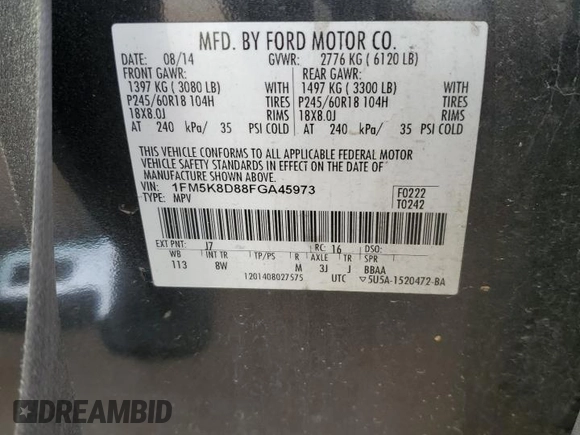 MFD. BY FORD MOTOR CO.
DATE: 08/14 GVWR: 2776 KG ( 6120 LB)
FRONT GAWR: REAR GAWR:
1397 KG ( 3080 LB) WITH 1497 KG ( 3300 LB) WITH
P245/60R18 104H TIRES P245/60R18 104H TIRES
18X8.0J RIMS 18X8.0J RIMS
AT 240 kPa/ 35 PSI COLD AT 240 kPa/ 35 PSI COLD
THIS VEHICLE CONFORMS TO ALL APPLICABLE FEDERAL MOTOR
VEHICLE SAFETY STANDARDS IN EFFECT ON THE DATE OF
MANUFACTURE SHOWN ABOVE.
VIN: 1FM5K8D88FGA45973
TYPE: MPV
F0222
T0242
EXT PNT: J7 RC: 16 DSO:
WB INT TR TP/PS R AXLE TR SPR
113 8W M 3J J BBAA
1201408027575 UTC ▽5U5A-1520472-BA
DREAMBID